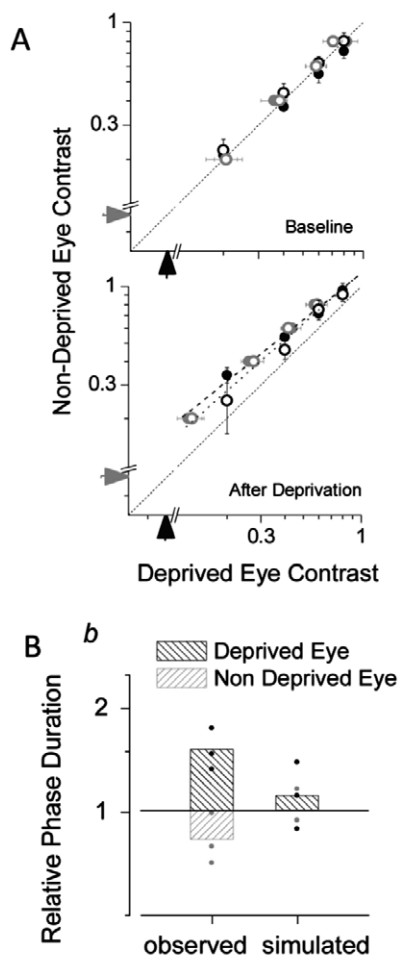 A
1
0.3
Non-Deprived Eye Contrast
Baseline
1
0.3
After Deprivation
0.3
1
Deprived Eye Contrast
B
b
Deprived Eye
Non Deprived Eye
2
1
Relative Phase Duration
observed
simulated